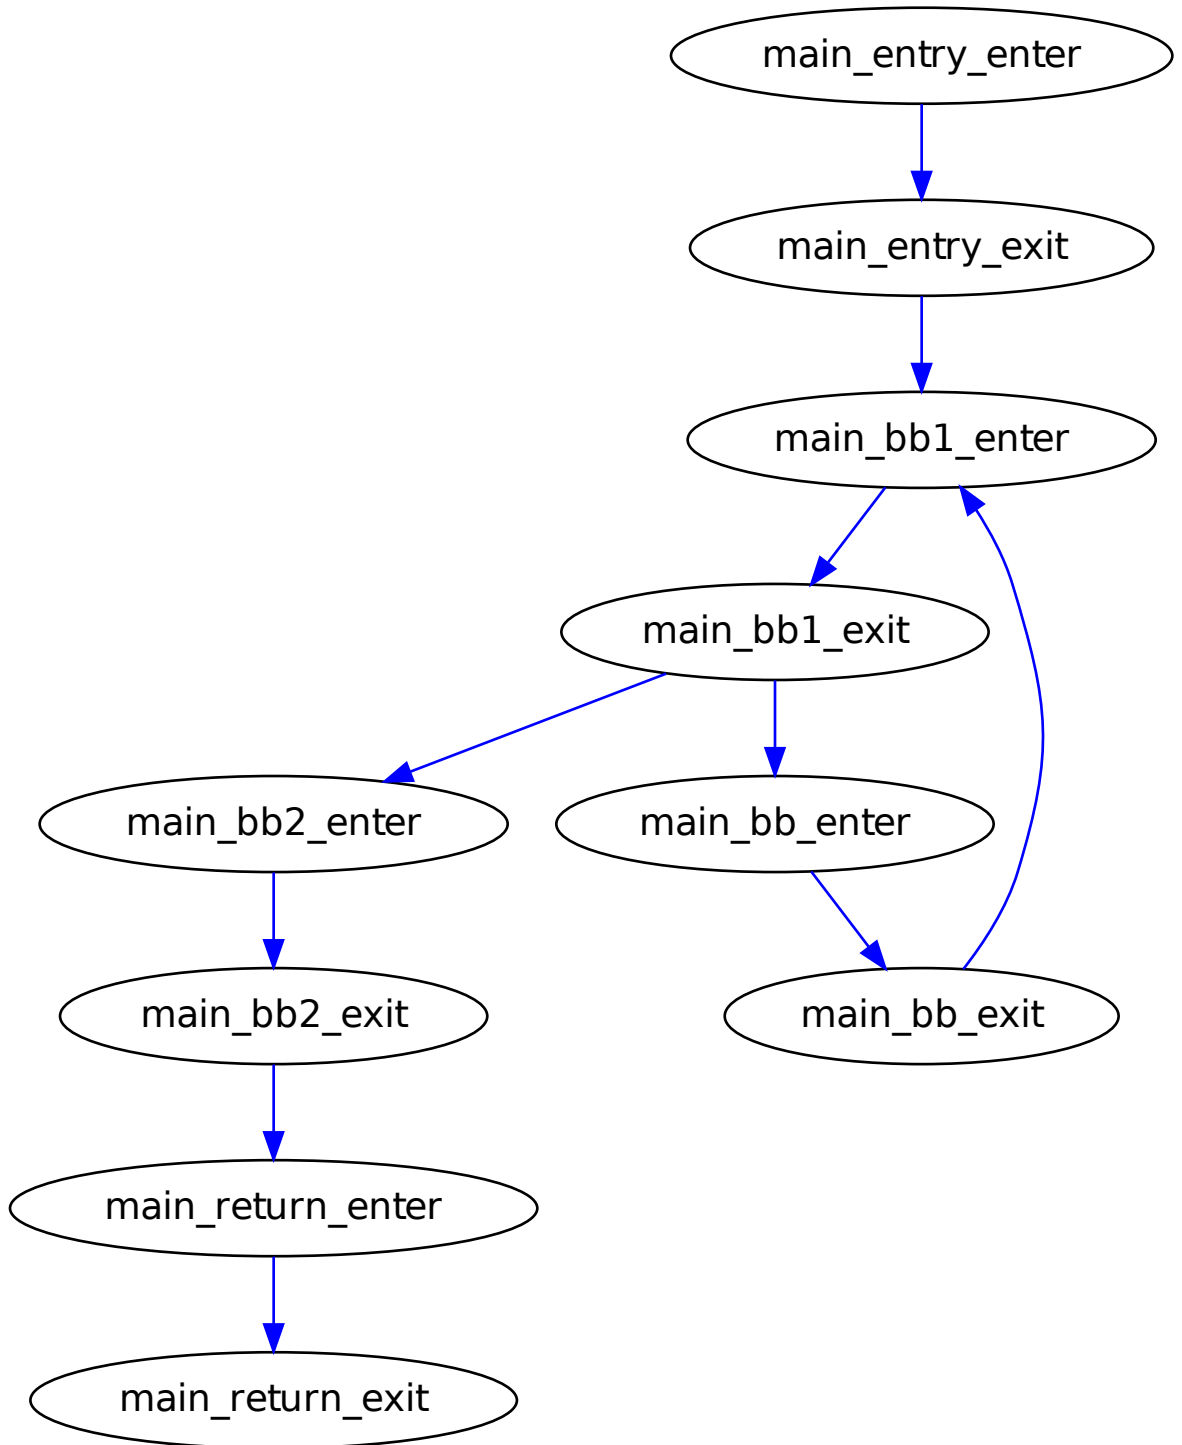 main_entry_enter
main_entry_exit
main_bb1_enter
main_bb1_exit
main_bb2_enter
main_bb_enter
main_bb2_exit
main_bb_exit
main_return_enter
main_return_exit